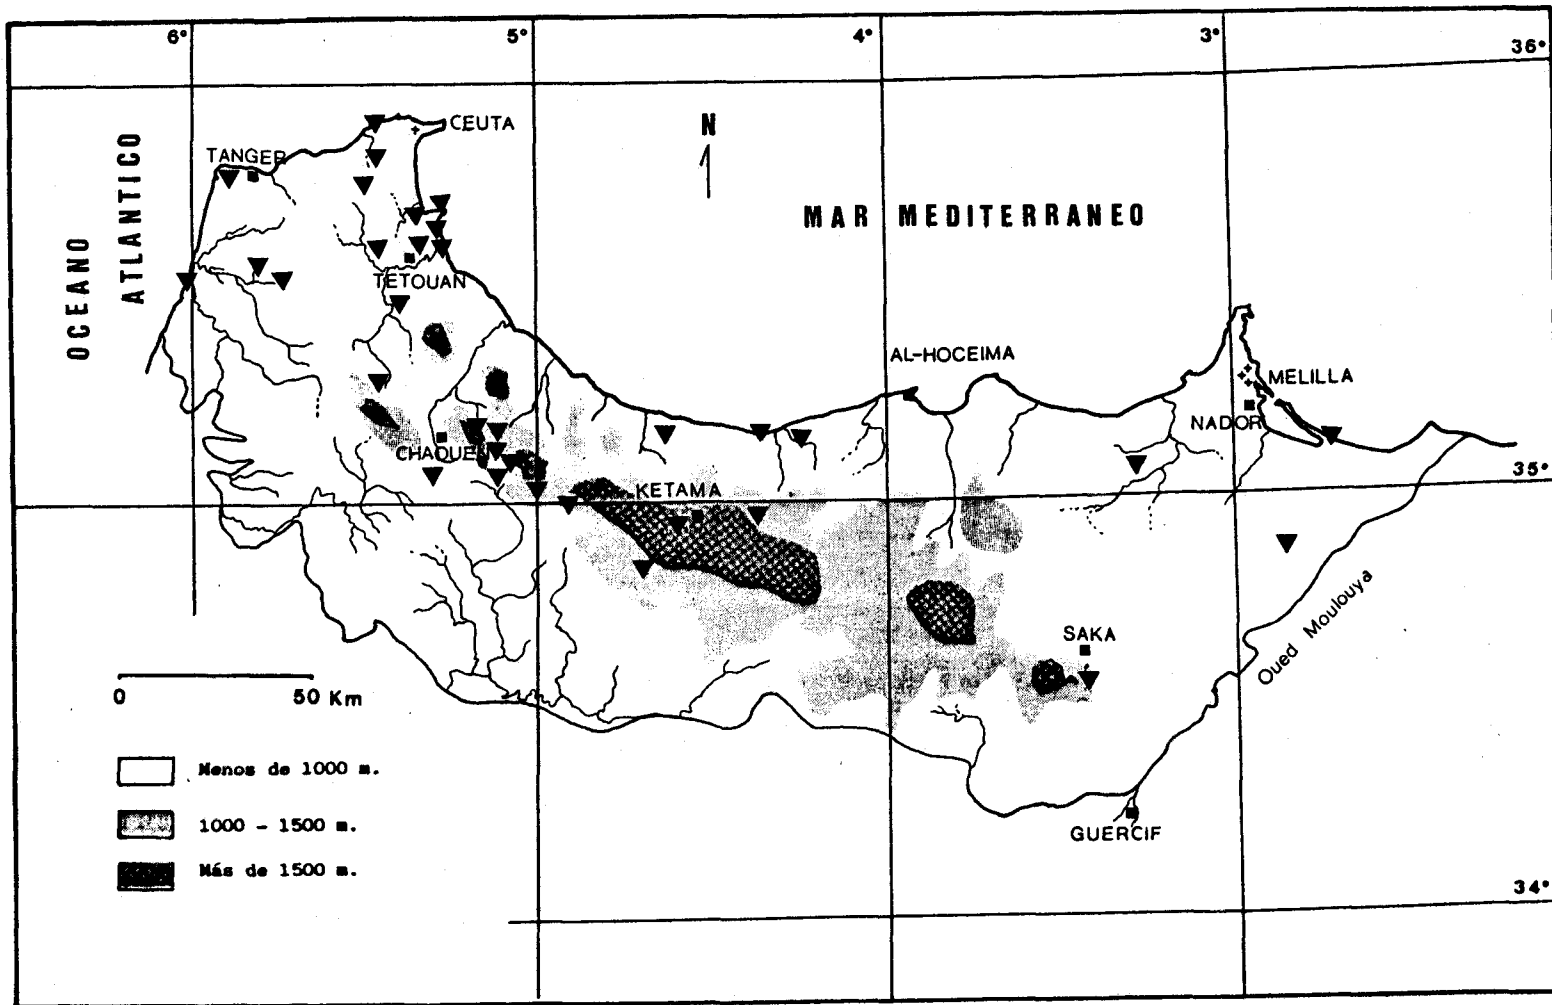 6°
5°
4°
3°
36°
CEUTA
N
TANGER
OCEANO
ATLANTICO
MAR MEDITERRANEO
TETOUAN
AL-HOCEIMA
MELILLA
NADOR
CHAOUEN
35°
KETAMA
SAKA
Oued Moulouya
0 50 Km
Menos de 1000 m.
1000 - 1500 m.
Más de 1500 m.
GUERCIF
34°